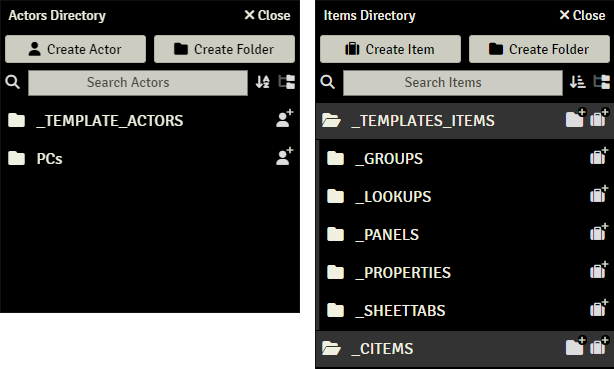 Actors Directory
Close
Create Actor
Create Folder
Search Actors
_TEMPLATE_ACTORS
PCs
Items Directory
Close
Create Item
Create Folder
Search Items
_TEMPLATES_ITEMS
_GROUPS
_LOOKUPS
_PANELS
_PROPERTIES
_SHEETTABS
_CITEMS